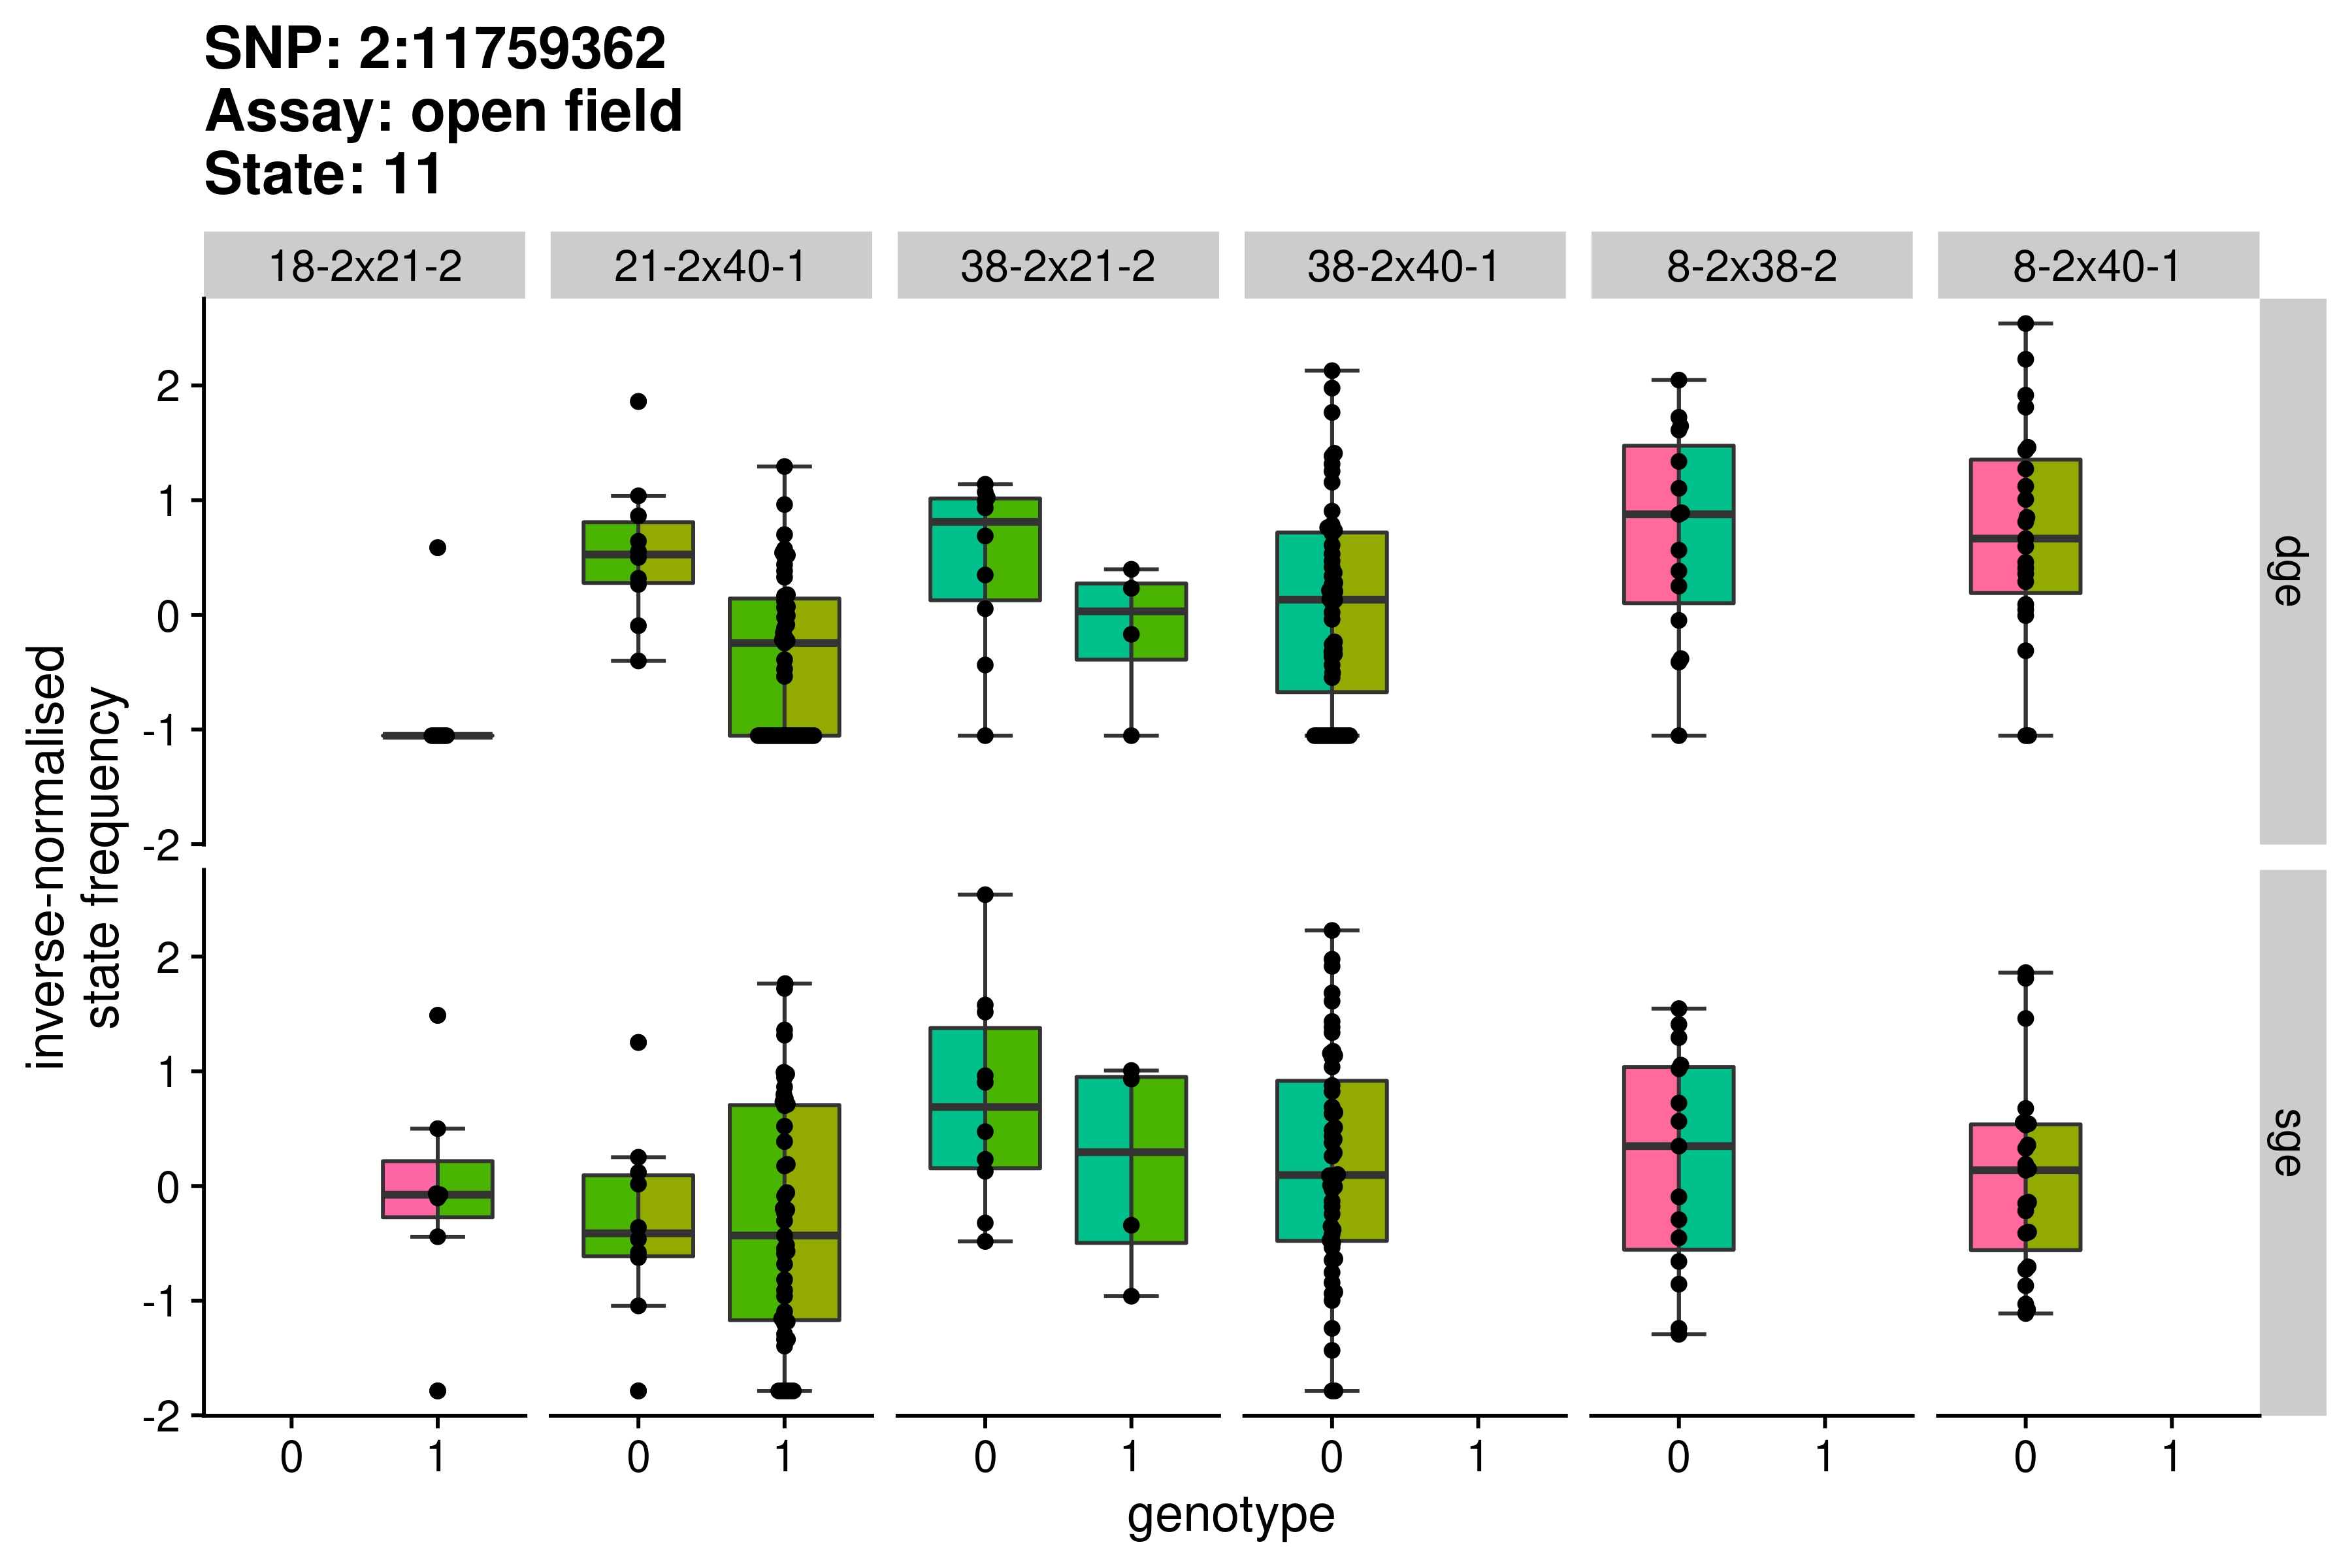 SNP: 2:11759362
Assay: open field
State: 11
18-2x21-2 21-2x40-1 38-2x21-2 38-2x40-1 8-2x38-2 8-2x40-1
2
1
0
-1
-2
dge
inverse-normalised
state frequency
2
1
0
-1
-2
sge
0 1 0 1 0 1 0 1 0 1 0 1
genotype